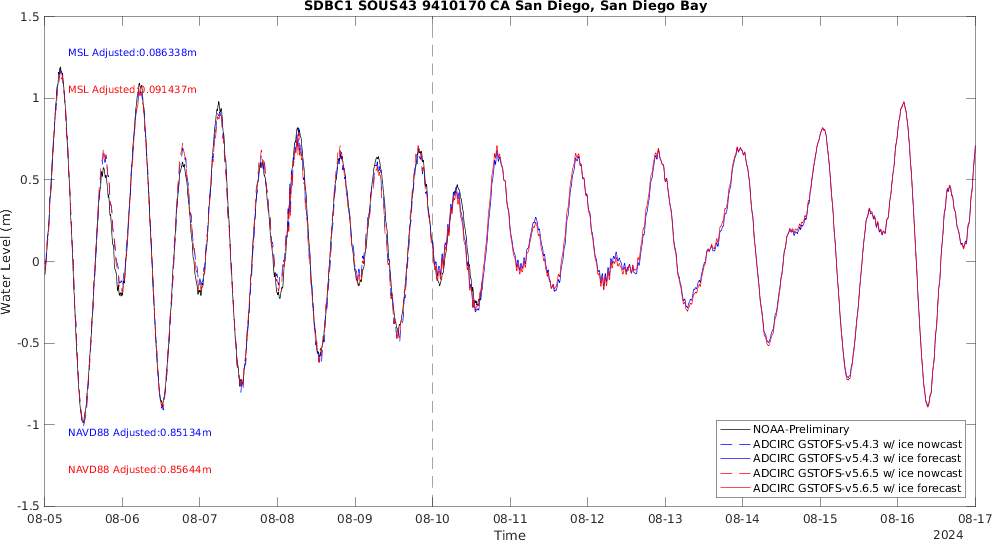 SDBC1 SOUS43 9410170 CA San Diego, San Diego Bay
1.5
1
0.5
0
-0.5
-1
-1.5
Water Level (m)
MSL Adjusted:0.086338m
MSL Adjusted:0.091437m
NAVD88 Adjusted:0.85134m
NAVD88 Adjusted:0.85644m
NOAA-Preliminary
ADCIRC GSTOFS-v5.4.3 w/ ice nowcast
ADCIRC GSTOFS-v5.4.3 w/ ice forecast
ADCIRC GSTOFS-v5.6.5 w/ ice nowcast
ADCIRC GSTOFS-v5.6.5 w/ ice forecast
08-05 08-06 08-07 08-08 08-09 08-10 08-11 08-12 08-13 08-14 08-15 08-16 08-17
Time
2024